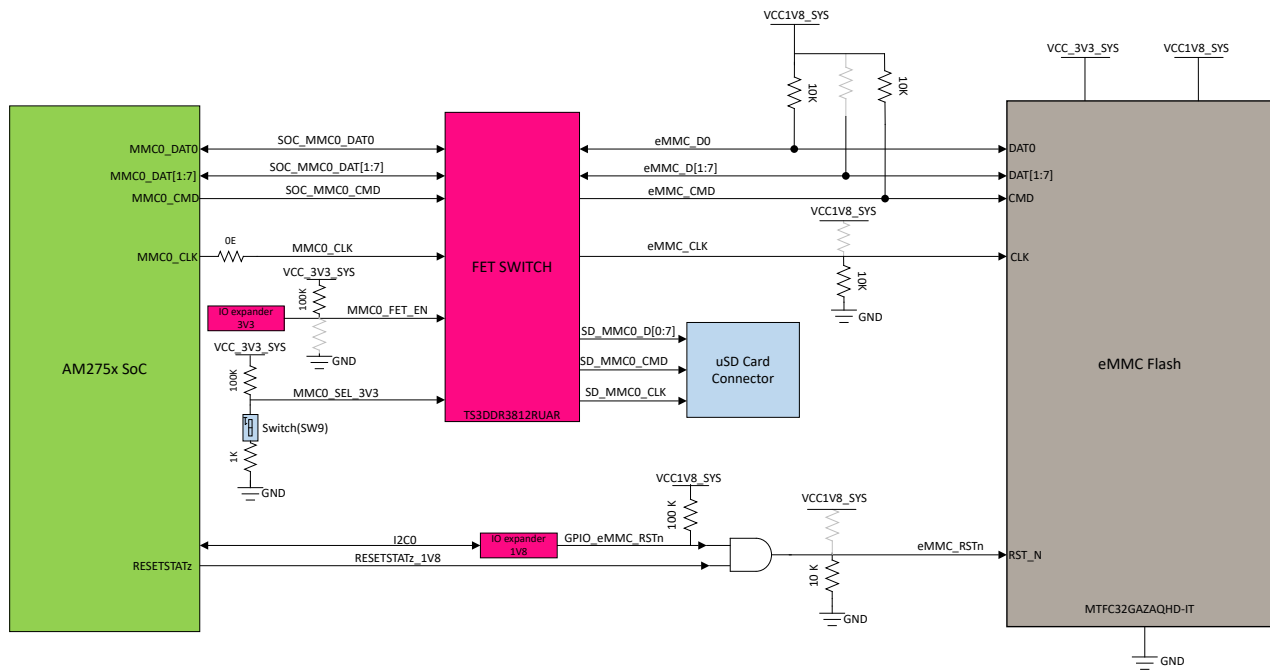 VCC1V8_SYS
VCC_3V3_SYS
VCC1V8_SYS
10K
10K
MMC0_DAT0
SOC_MMC0_DAT0
eMMC_D0
DAT0
MMC0_DAT[1:7]
SOC_MMC0_DAT[1:7]
eMMC_D[1:7]
DAT[1:7]
MMC0_CMD
SOC_MMC0_CMD
eMMC_CMD
CMD
VCC1V8_SYS
0E
MMC0_CLK
MMC0_CLK
eMMC_CLK
CLK
FET SWITCH
VCC_3V3_SYS
100K
10K
GND
IO expander
3V3
MMC0_FET_EN
GND
SD_MMC0_D[0:7]
VCC_3V3_SYS
AM275x SoC
SD_MMC0_CMD
uSD Card
Connector
eMMC Flash
100K
MMC0_SEL_3V3
SD_MMC0_CLK
TS3DDR3812RUAR
Switch(SW9)
1K
GND
VCC1V8_SYS
VCC1V8_SYS
100 K
I2C0
IO expander
1V8
GPIO_eMMC_RSTn
RESETSTATz
RESETSTATz_1V8
eMMC_RSTn
RST_N
10 K
GND
MTFC32GAZAQHD-IT
GND